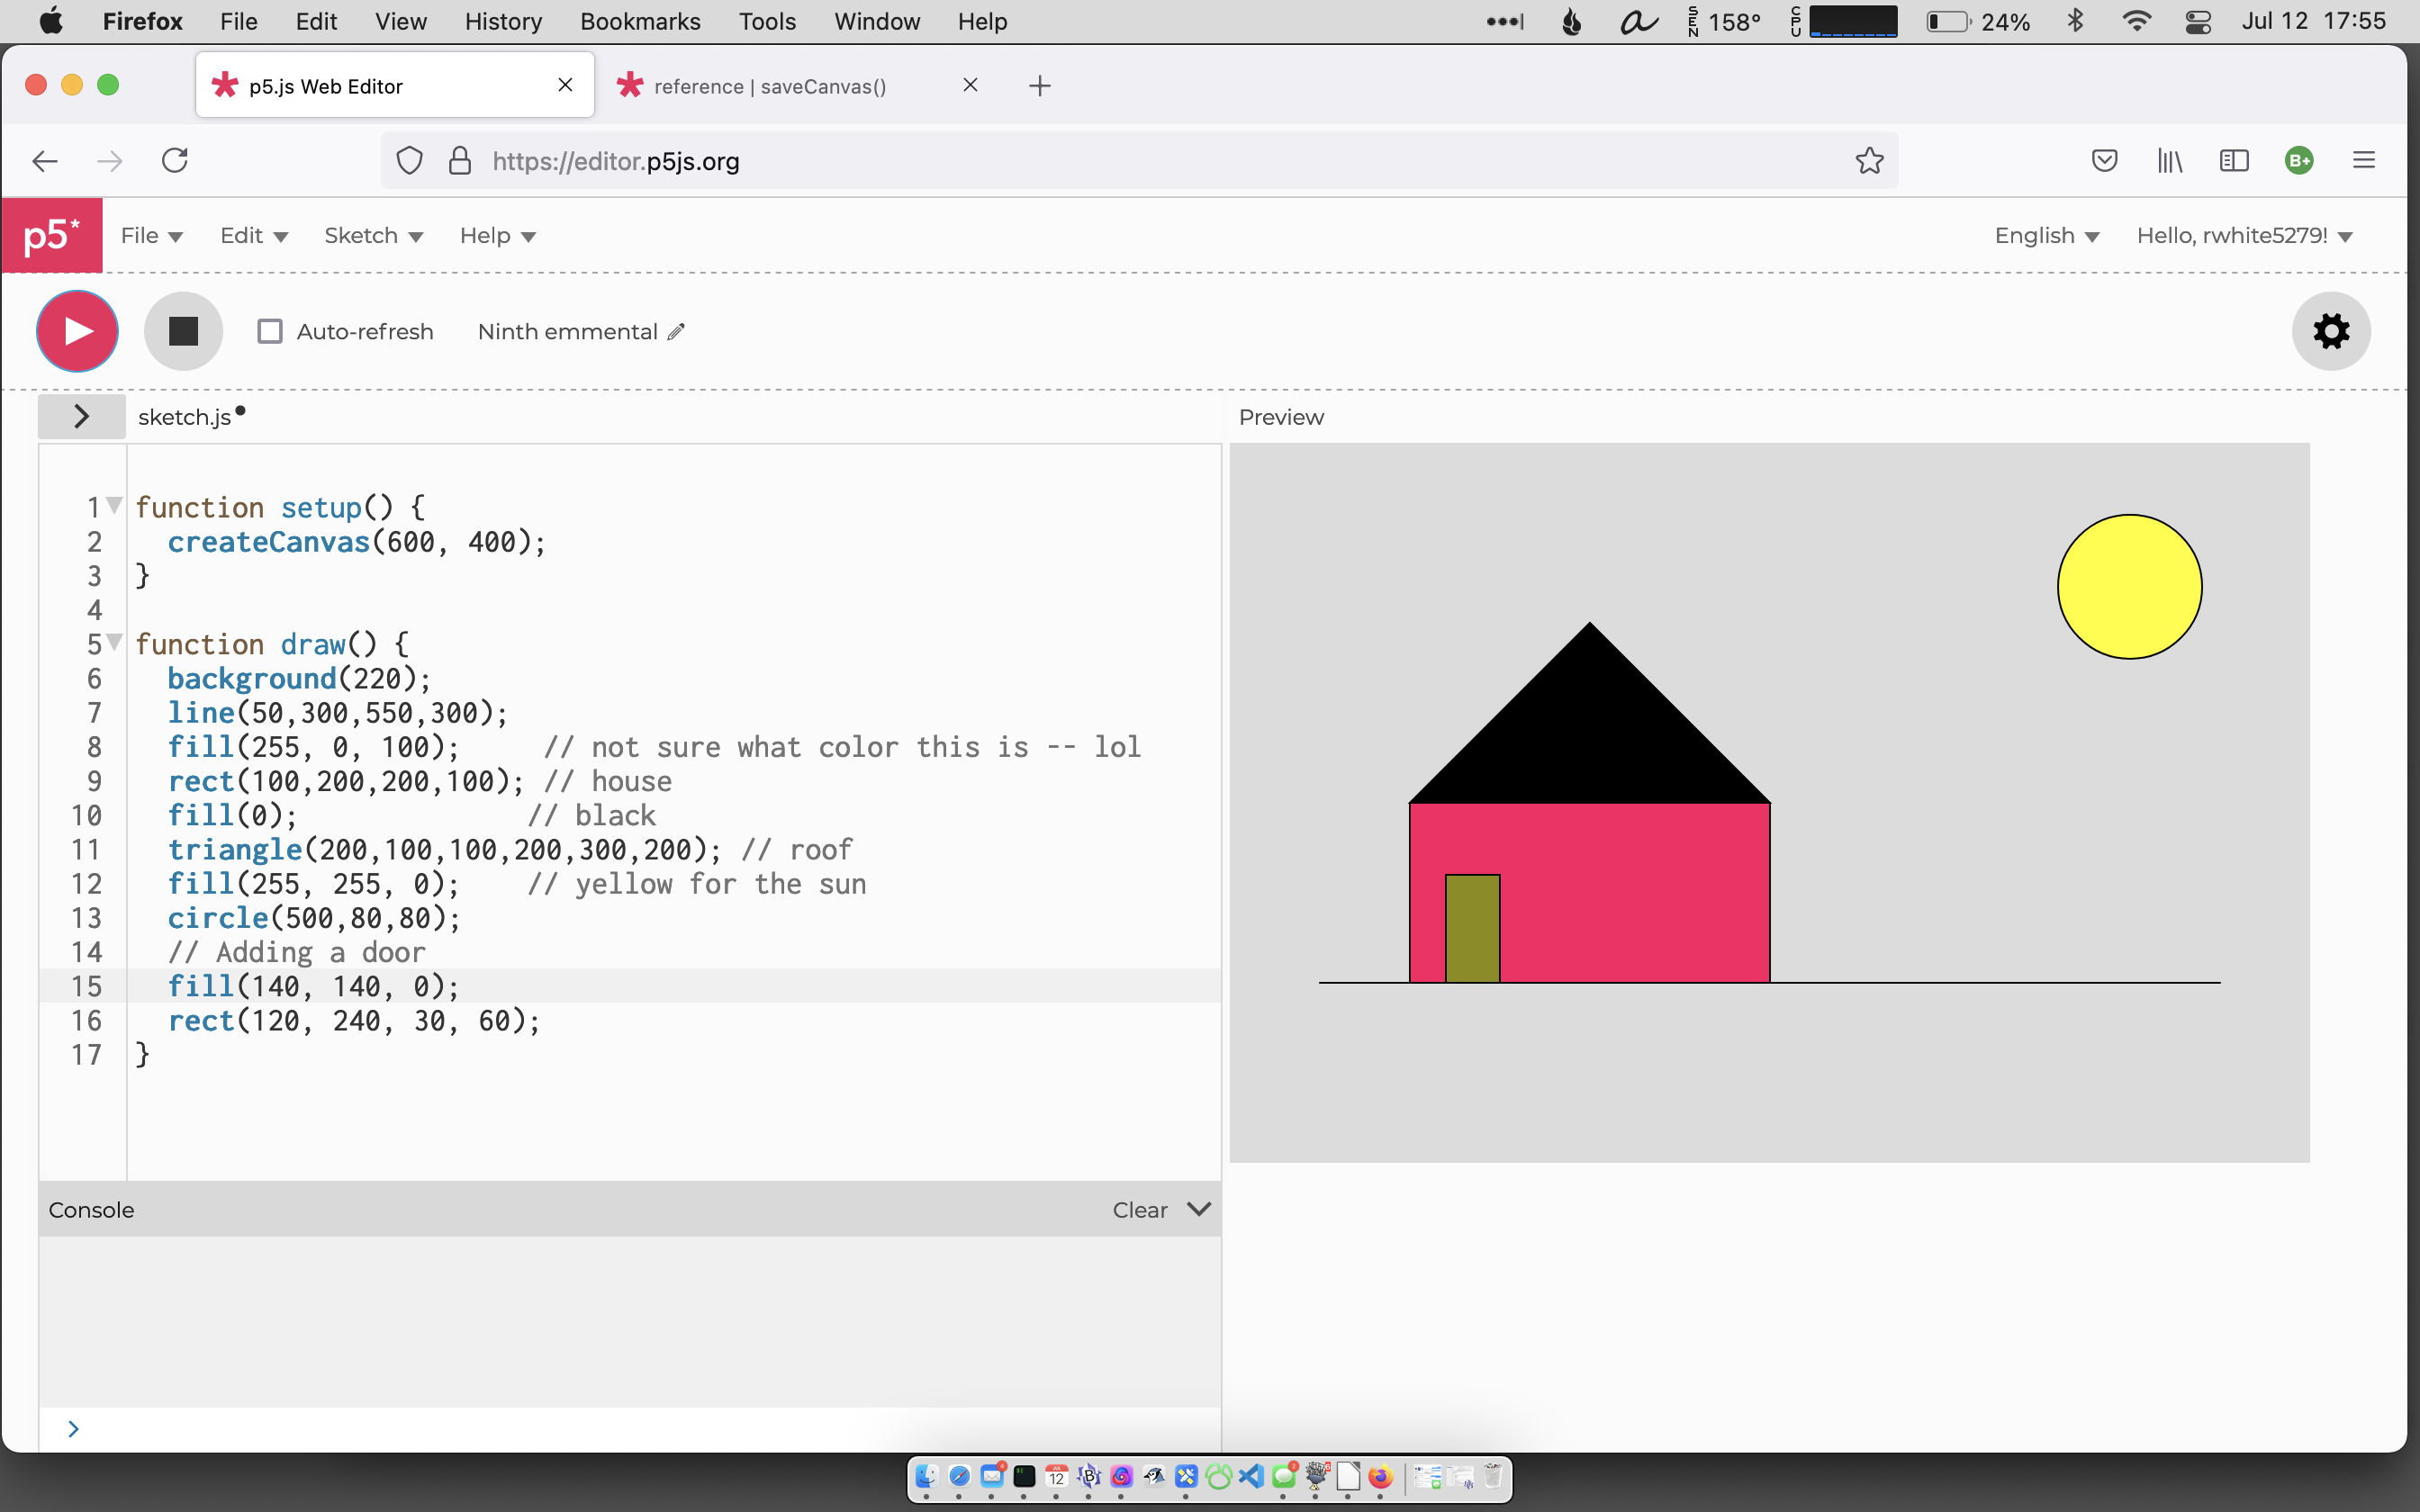 Firefox File Edit View History Bookmarks Tools Window Help SEN 158° CPU 24% Jul 12 17:55
p5.js Web Editor reference | saveCanvas()
https://editor.p5js.org B+
p5* File Edit Sketch Help English Hello, rwhite5279!
Auto-refresh Ninth emmental
sketch.js Preview
1 function setup() {
2 createCanvas(600, 400);
3 }
4
5 function draw() {
6 background(220);
7 line(50,300,550,300);
8 fill(255, 0, 100); // not sure what color this is -- lol
9 rect(100,200,200,100); // house
10 fill(0); // black
11 triangle(200,100,100,200,300,200); // roof
12 fill(255, 255, 0); // yellow for the sun
13 circle(500,80,80);
14 // Adding a door
15 fill(140, 140, 0);
16 rect(120, 240, 30, 60);
17 }
Console Clear
>
12 B